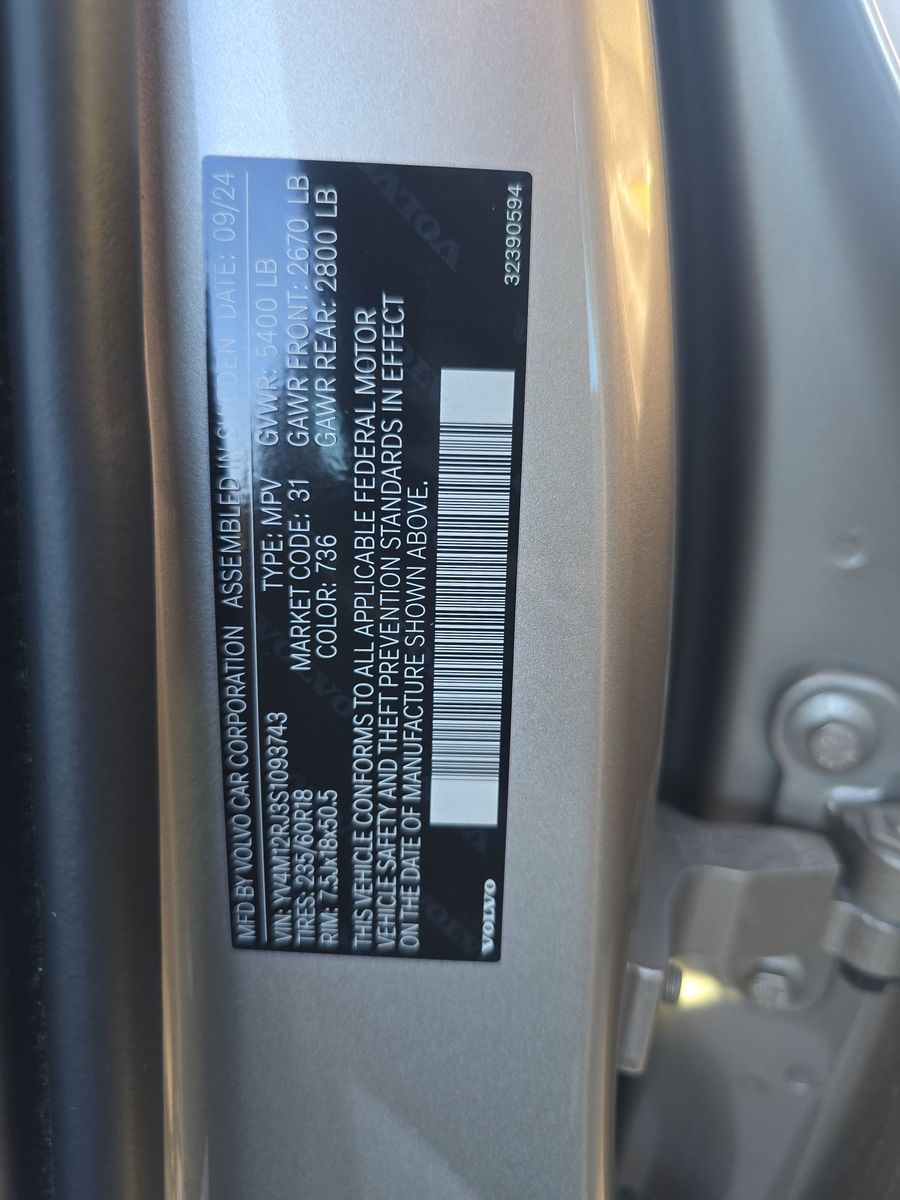 MFD BY VOLVO CAR CORPORATION ASSEMBLED IN SWEDEN DATE: 09/24
VIN: YV4M12RJ3S1093743 TYPE: MPV GVWR: 5400 LB
TIRES: 235/60R18 MARKET CODE: 31 GAWR FRONT: 2670 LB
RIM: 7.5Jx18x50.5 COLOR: 736 GAWR REAR: 2800 LB
THIS VEHICLE CONFORMS TO ALL APPLICABLE FEDERAL MOTOR
VEHICLE SAFETY AND THEFT PREVENTION STANDARDS IN EFFECT
ON THE DATE OF MANUFACTURE SHOWN ABOVE.
VOLVO 32390594